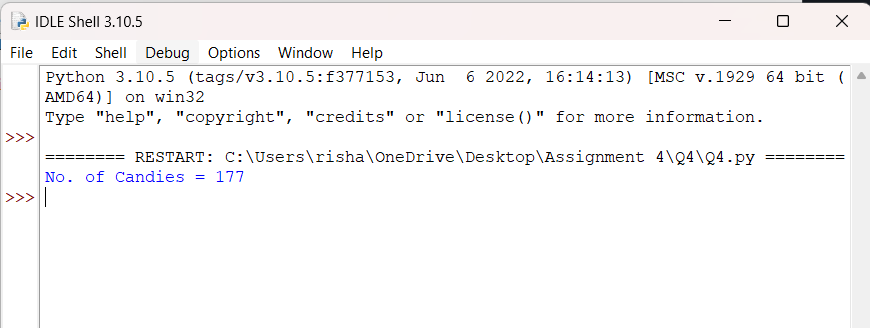 IDLE Shell 3.10.5
File Edit Shell Debug Options Window Help
Python 3.10.5 (tags/v3.10.5:f377153, Jun  6 2022, 16:14:13) [MSC v.1929 64 bit (
AMD64)] on win32
Type "help", "copyright", "credits" or "license()" for more information.
>>>
======== RESTART: C:\Users\risha\OneDrive\Desktop\Assignment 4\Q4\Q4.py ========
No. of Candies = 177
>>>